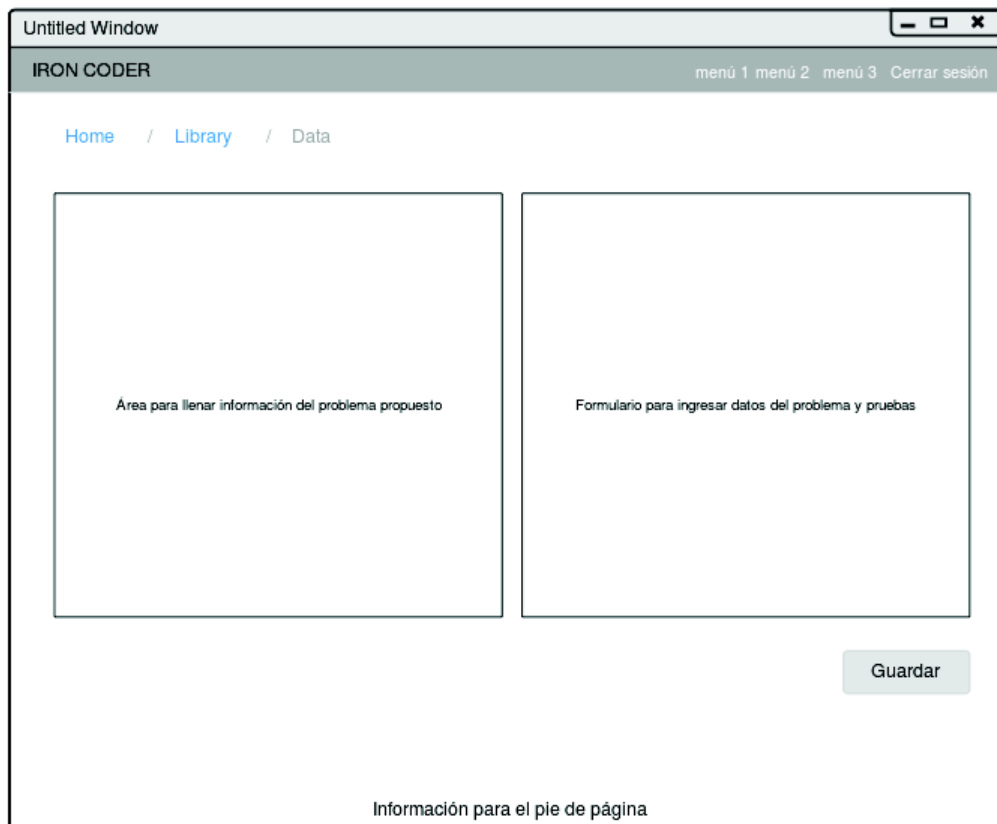 Untitled Window
IRON CODER menú 1 menú 2 menú 3 Cerrar sesión
Home / Library / Data
Área para llenar información del problema propuesto
Formulario para ingresar datos del problema y pruebas
Guardar
Información para el pie de página